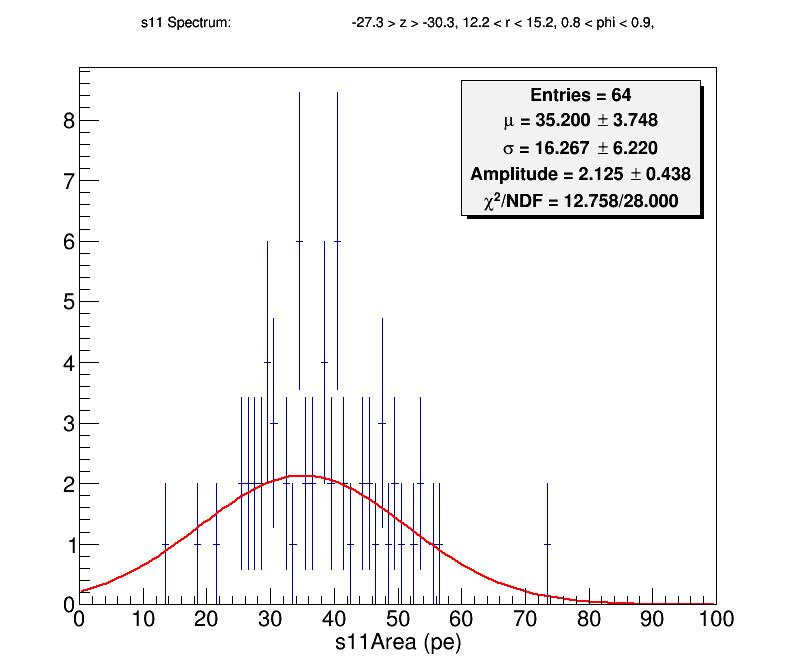 s11 Spectrum: -27.3 > z > -30.3, 12.2 < r < 15.2, 0.8 < phi < 0.9,
Entries = 64
μ = 35.200 ± 3.748
σ = 16.267 ± 6.220
Amplitude = 2.125 ± 0.438
χ²/NDF = 12.758/28.000
8
7
6
5
4
3
2
1
0
0 10 20 30 40 50 60 70 80 90 100
s11Area (pe)